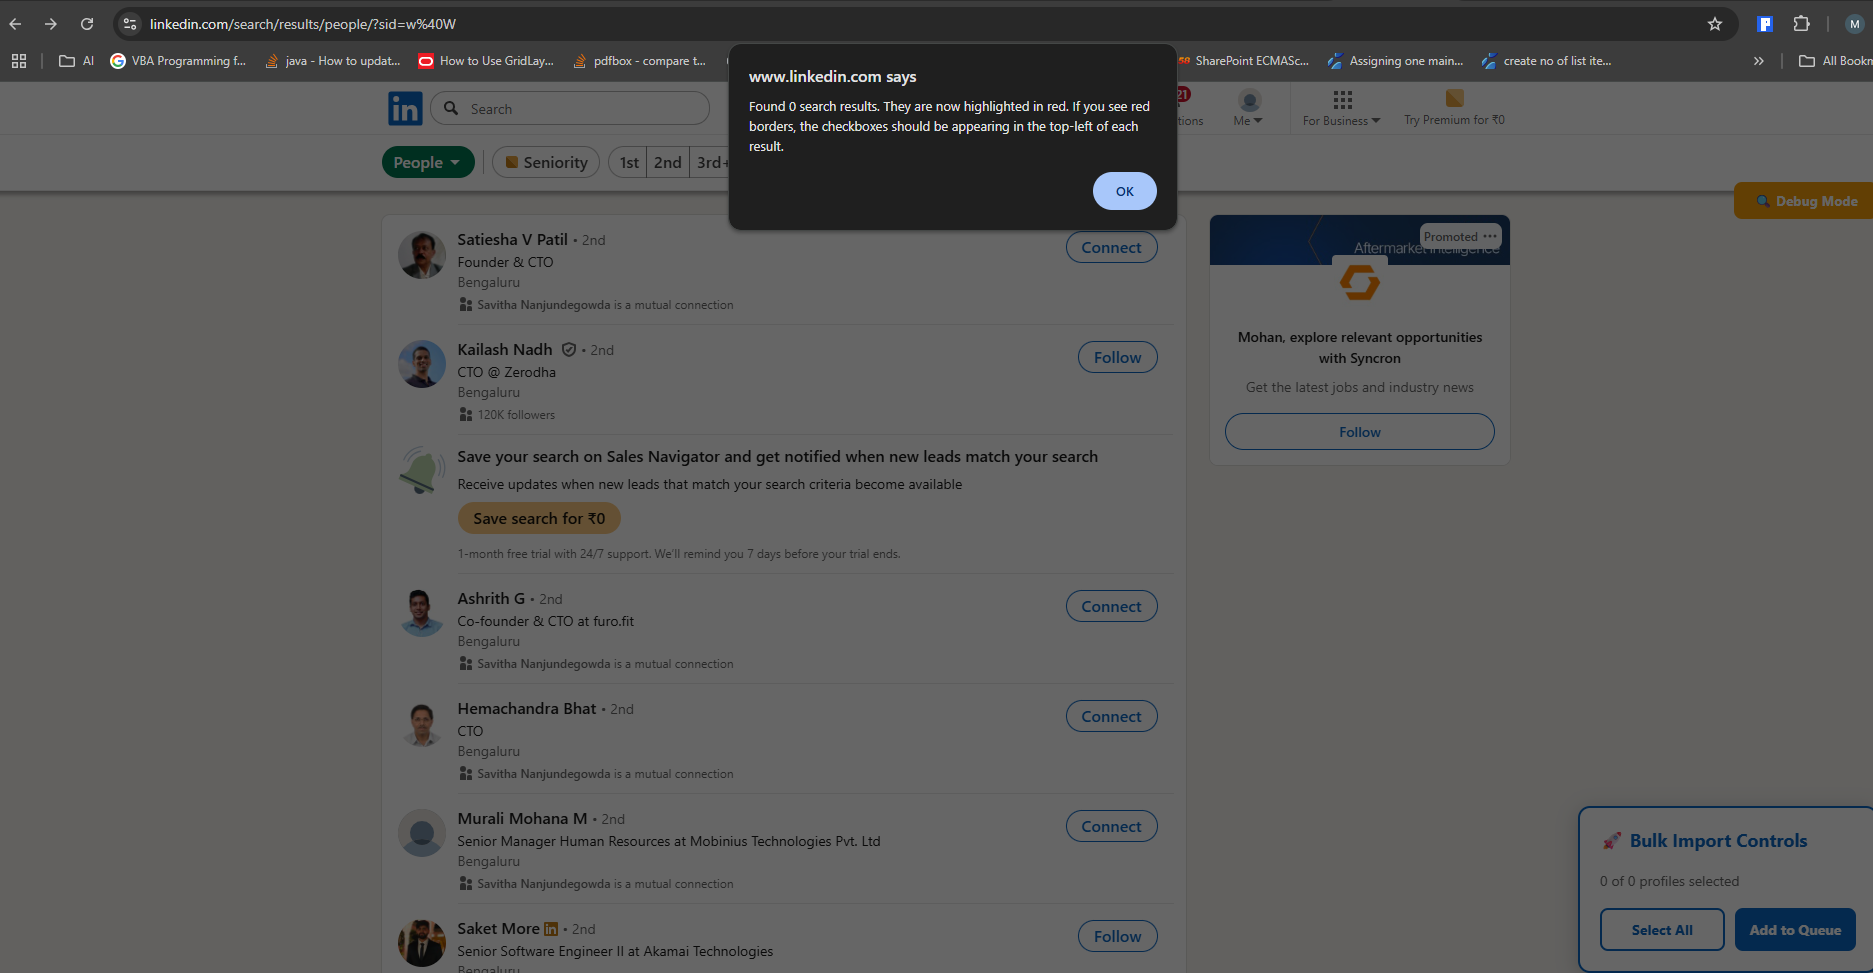 linkedin.com/search/results/people/?sid=w%40W
M
AI
VBA Programming f...
java - How to updat...
How to Use GridLay...
pdfbox - compare t...
SharePoint ECMASc...
Assigning one main...
create no of list ite...
»
All Bookm
www.linkedin.com says
Found 0 search results. They are now highlighted in red. If you see red
borders, the checkboxes should be appearing in the top-left of each
result.
OK
in
Search
21
tions
Me
For Business
Try Premium for ₹0
People
Seniority
1st
2nd
3rd+
🔍 Debug Mode
Satiesha V Patil • 2nd
Founder & CTO
Bengaluru
Savitha Nanjundegowda is a mutual connection
Connect
Kailash Nadh • 2nd
CTO @ Zerodha
Bengaluru
120K followers
Follow
Save your search on Sales Navigator and get notified when new leads match your search
Receive updates when new leads that match your search criteria become available
Save search for ₹0
1-month free trial with 24/7 support. We'll remind you 7 days before your trial ends.
Ashrith G • 2nd
Co-founder & CTO at furo.fit
Bengaluru
Savitha Nanjundegowda is a mutual connection
Connect
Hemachandra Bhat • 2nd
CTO
Bengaluru
Savitha Nanjundegowda is a mutual connection
Connect
Murali Mohana M • 2nd
Senior Manager Human Resources at Mobinius Technologies Pvt. Ltd
Bengaluru
Savitha Nanjundegowda is a mutual connection
Connect
Saket More in • 2nd
Senior Software Engineer II at Akamai Technologies
Bengaluru
Follow
Promoted •••
Aftermarket Intelligence
Mohan, explore relevant opportunities
with Syncron
Get the latest jobs and industry news
Follow
🚀 Bulk Import Controls
0 of 0 profiles selected
Select All
Add to Queue